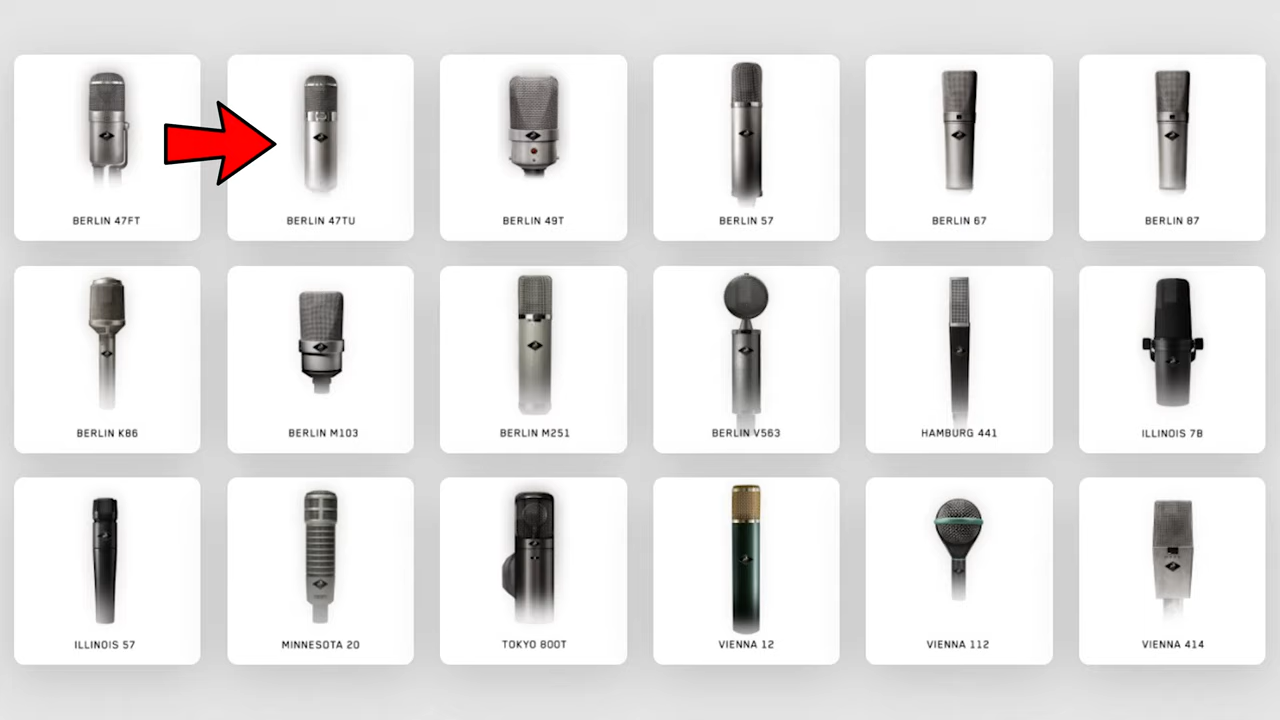 BERLIN 47FT
BERLIN 47TU
BERLIN 49T
BERLIN 57
BERLIN 67
BERLIN 87
BERLIN K86
BERLIN M103
BERLIN M251
BERLIN V563
HAMBURG 441
ILLINOIS 7B
ILLINOIS 57
MINNESOTA 20
TOKYO 800T
VIENNA 12
VIENNA 112
VIENNA 414